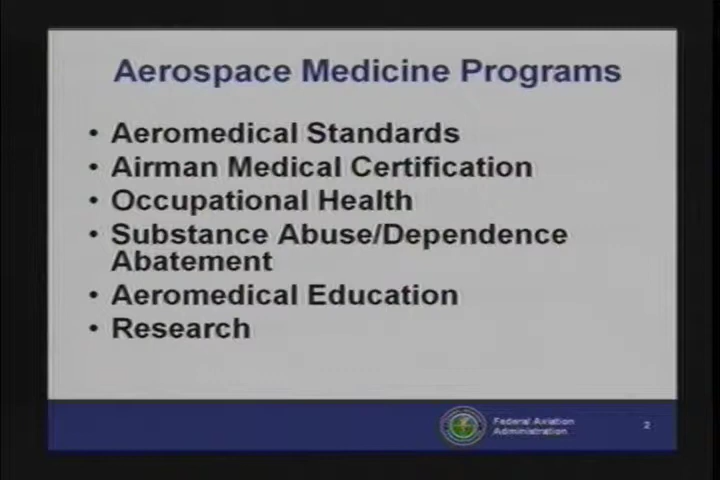 Aerospace Medicine Programs
• Aeromedical Standards
• Airman Medical Certification
• Occupational Health
• Substance Abuse/Dependence
Abatement
• Aeromedical Education
• Research
Federal Aviation
Administration
2